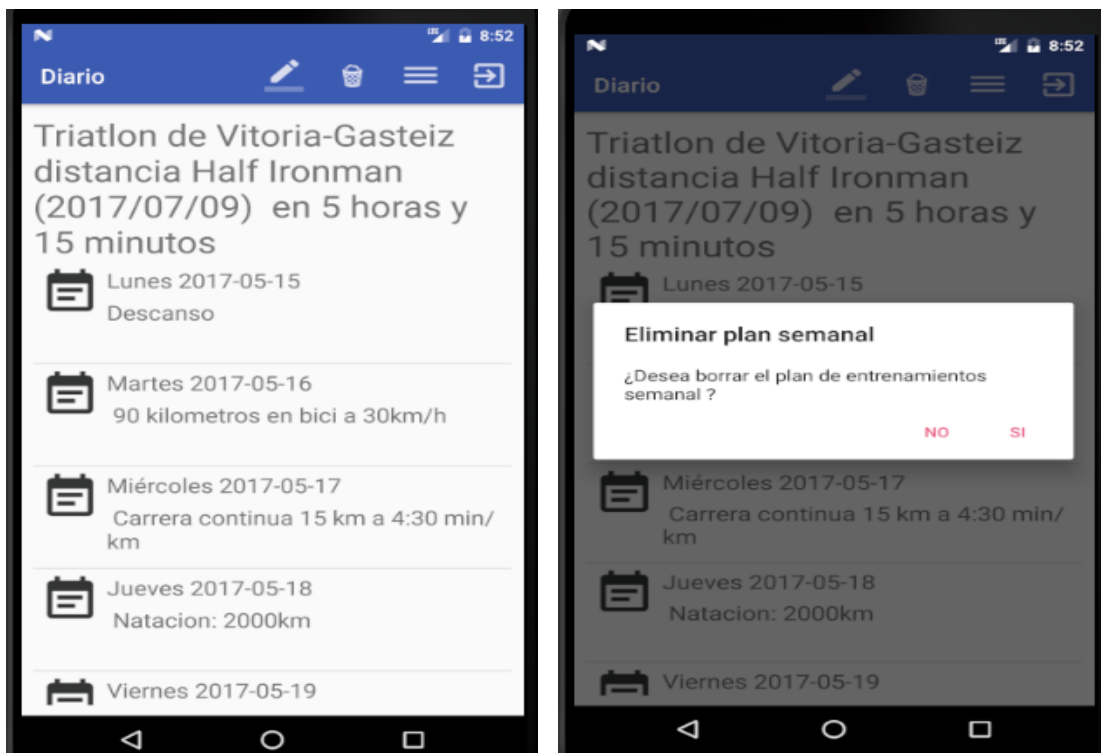 LTE 8:52
Diario
Triatlon de Vitoria-Gasteiz
distancia Half Ironman
(2017/07/09)  en 5 horas y
15 minutos
Lunes 2017-05-15
Descanso
Martes 2017-05-16
90 kilometros en bici a 30km/h
Miércoles 2017-05-17
Carrera continua 15 km a 4:30 min/
km
Jueves 2017-05-18
Natacion: 2000km
Viernes 2017-05-19
LTE 8:52
Diario
Triatlon de Vitoria-Gasteiz
distancia Half Ironman
(2017/07/09)  en 5 horas y
15 minutos
Lunes 2017-05-15
Eliminar plan semanal
¿Desea borrar el plan de entrenamientos
semanal ?
NO SI
Miércoles 2017-05-17
Carrera continua 15 km a 4:30 min/
km
Jueves 2017-05-18
Natacion: 2000km
Viernes 2017-05-19